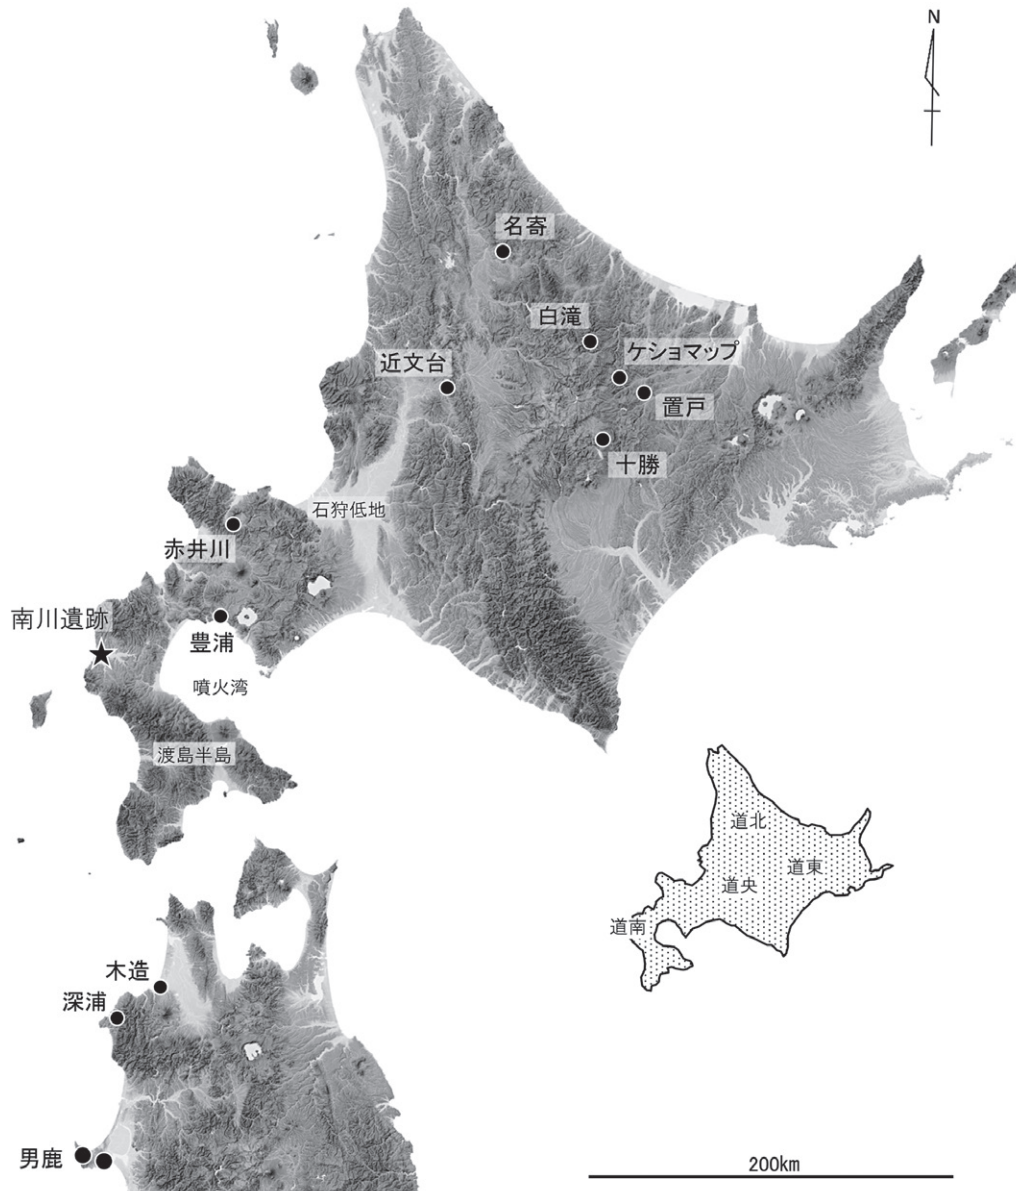 N
名寄
白滝
ケショマップ
近文台
置戸
十勝
石狩低地
赤井川
南川遺跡
豊浦
噴火湾
渡島半島
道北
道東
道央
道南
木造
深浦
男鹿
200km